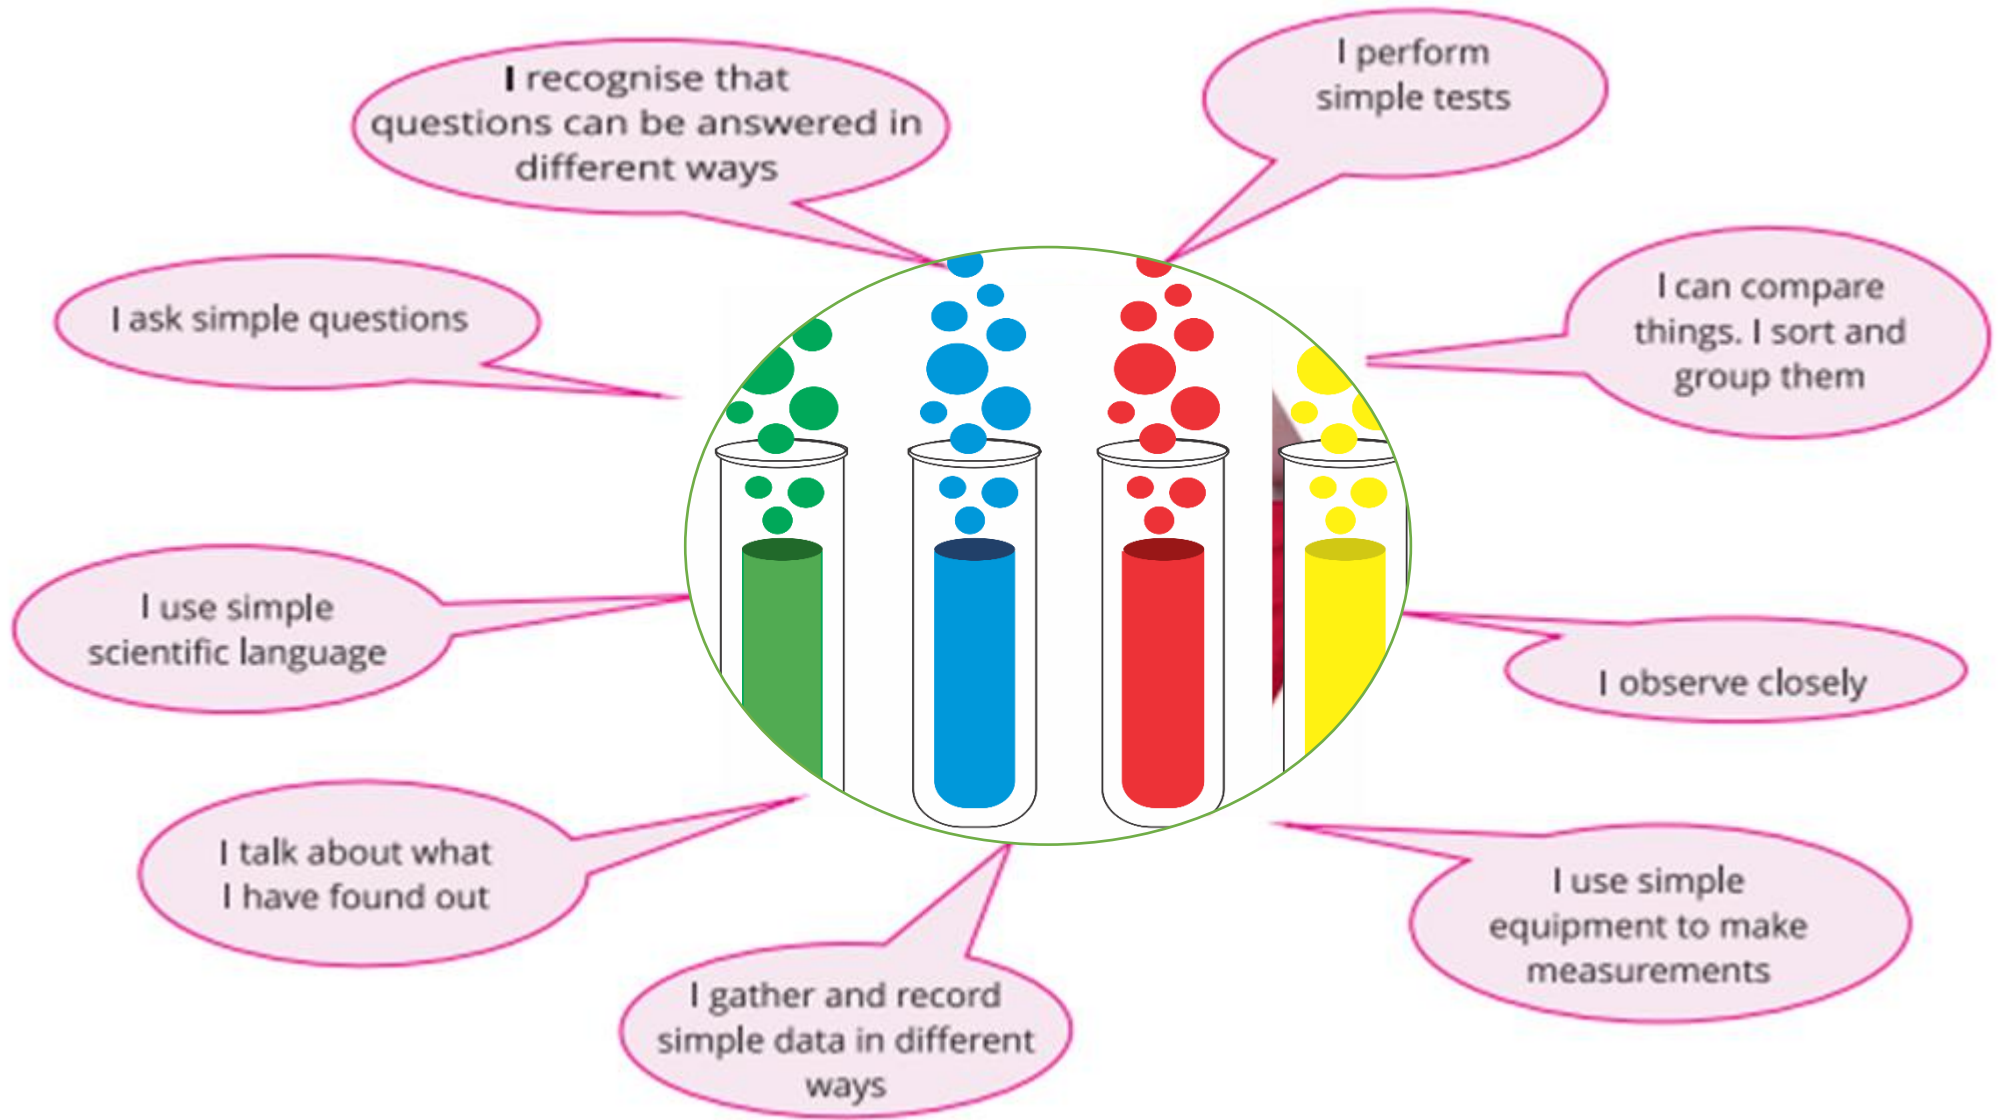 I recognise that
questions can be answered in
different ways
I perform
simple tests
I ask simple questions
I can compare
things. I sort and
group them
I use simple
scientific language
I observe closely
I talk about what
I have found out
I use simple
equipment to make
measurements
I gather and record
simple data in different
ways